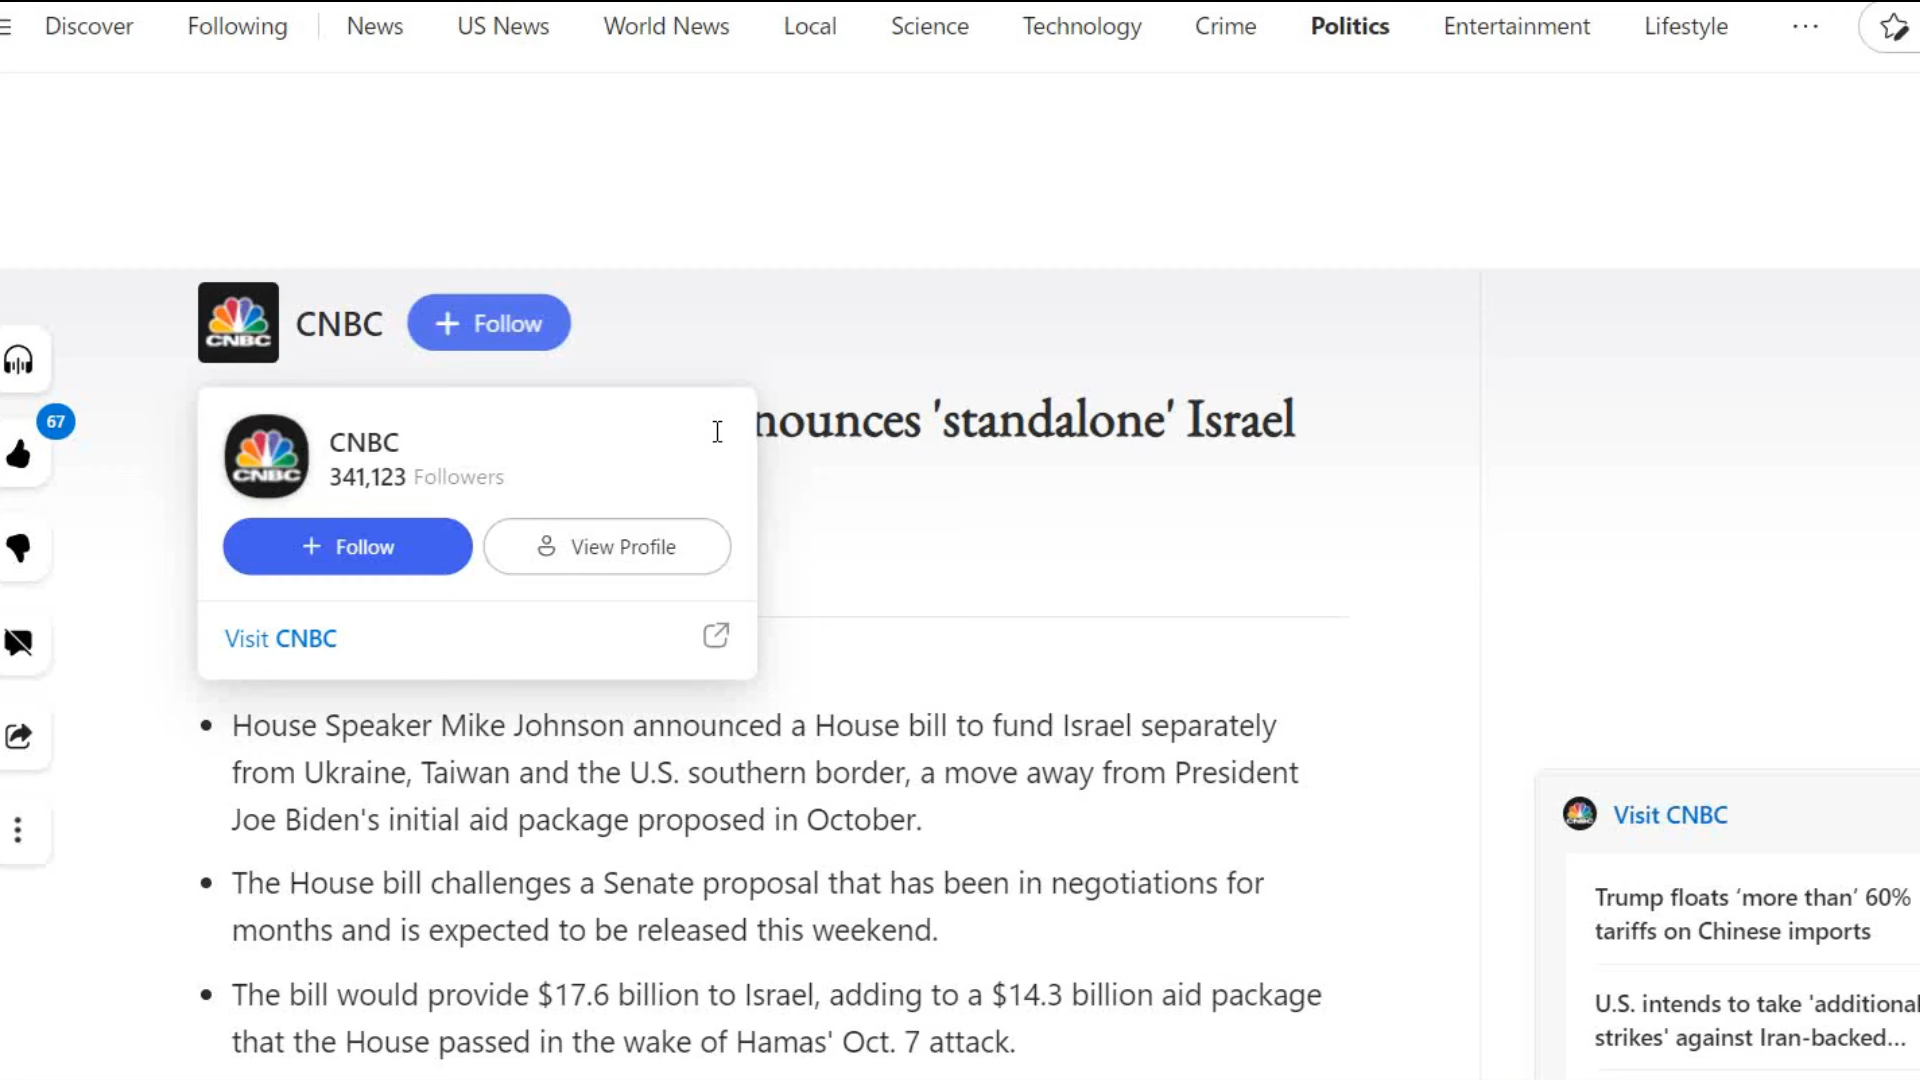 Discover Following News US News World News Local Science Technology Crime Politics Entertainment Lifestyle ...
CNBC CNBC + Follow
nounces 'standalone' Israel
67
CNBC CNBC
341,123 Followers
+ Follow View Profile
Visit CNBC
House Speaker Mike Johnson announced a House bill to fund Israel separately
from Ukraine, Taiwan and the U.S. southern border, a move away from President
Joe Biden's initial aid package proposed in October.
The House bill challenges a Senate proposal that has been in negotiations for
months and is expected to be released this weekend.
The bill would provide $17.6 billion to Israel, adding to a $14.3 billion aid package
that the House passed in the wake of Hamas' Oct. 7 attack.
Visit CNBC
Trump floats ‘more than’ 60%
tariffs on Chinese imports
U.S. intends to take 'additional
strikes' against Iran-backed...